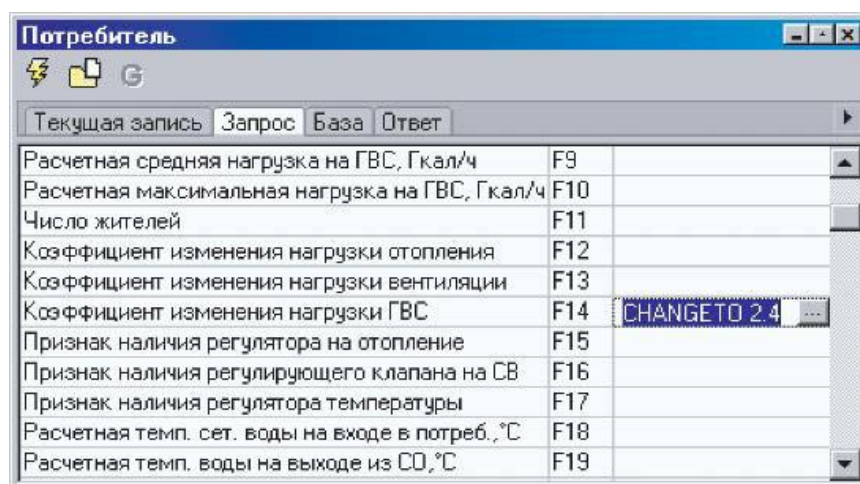 Потребитель
G
Текущая запись Запрос База Ответ
Расчетная средняя нагрузка на ГВС, Гкал/ч F9
Расчетная максимальная нагрузка на ГВС, Гкал/ч F10
Число жителей F11
Коэффициент изменения нагрузки отопления F12
Коэффициент изменения нагрузки вентиляции F13
Коэффициент изменения нагрузки ГВС F14 CHANGETO 2.4 ...
Признак наличия регулятора на отопление F15
Признак наличия регулирующего клапана на СВ F16
Признак наличия регулятора температуры F17
Расчетная темп. сет. воды на входе в потреб.,°С F18
Расчетная темп. воды на выходе из СО,°С F19